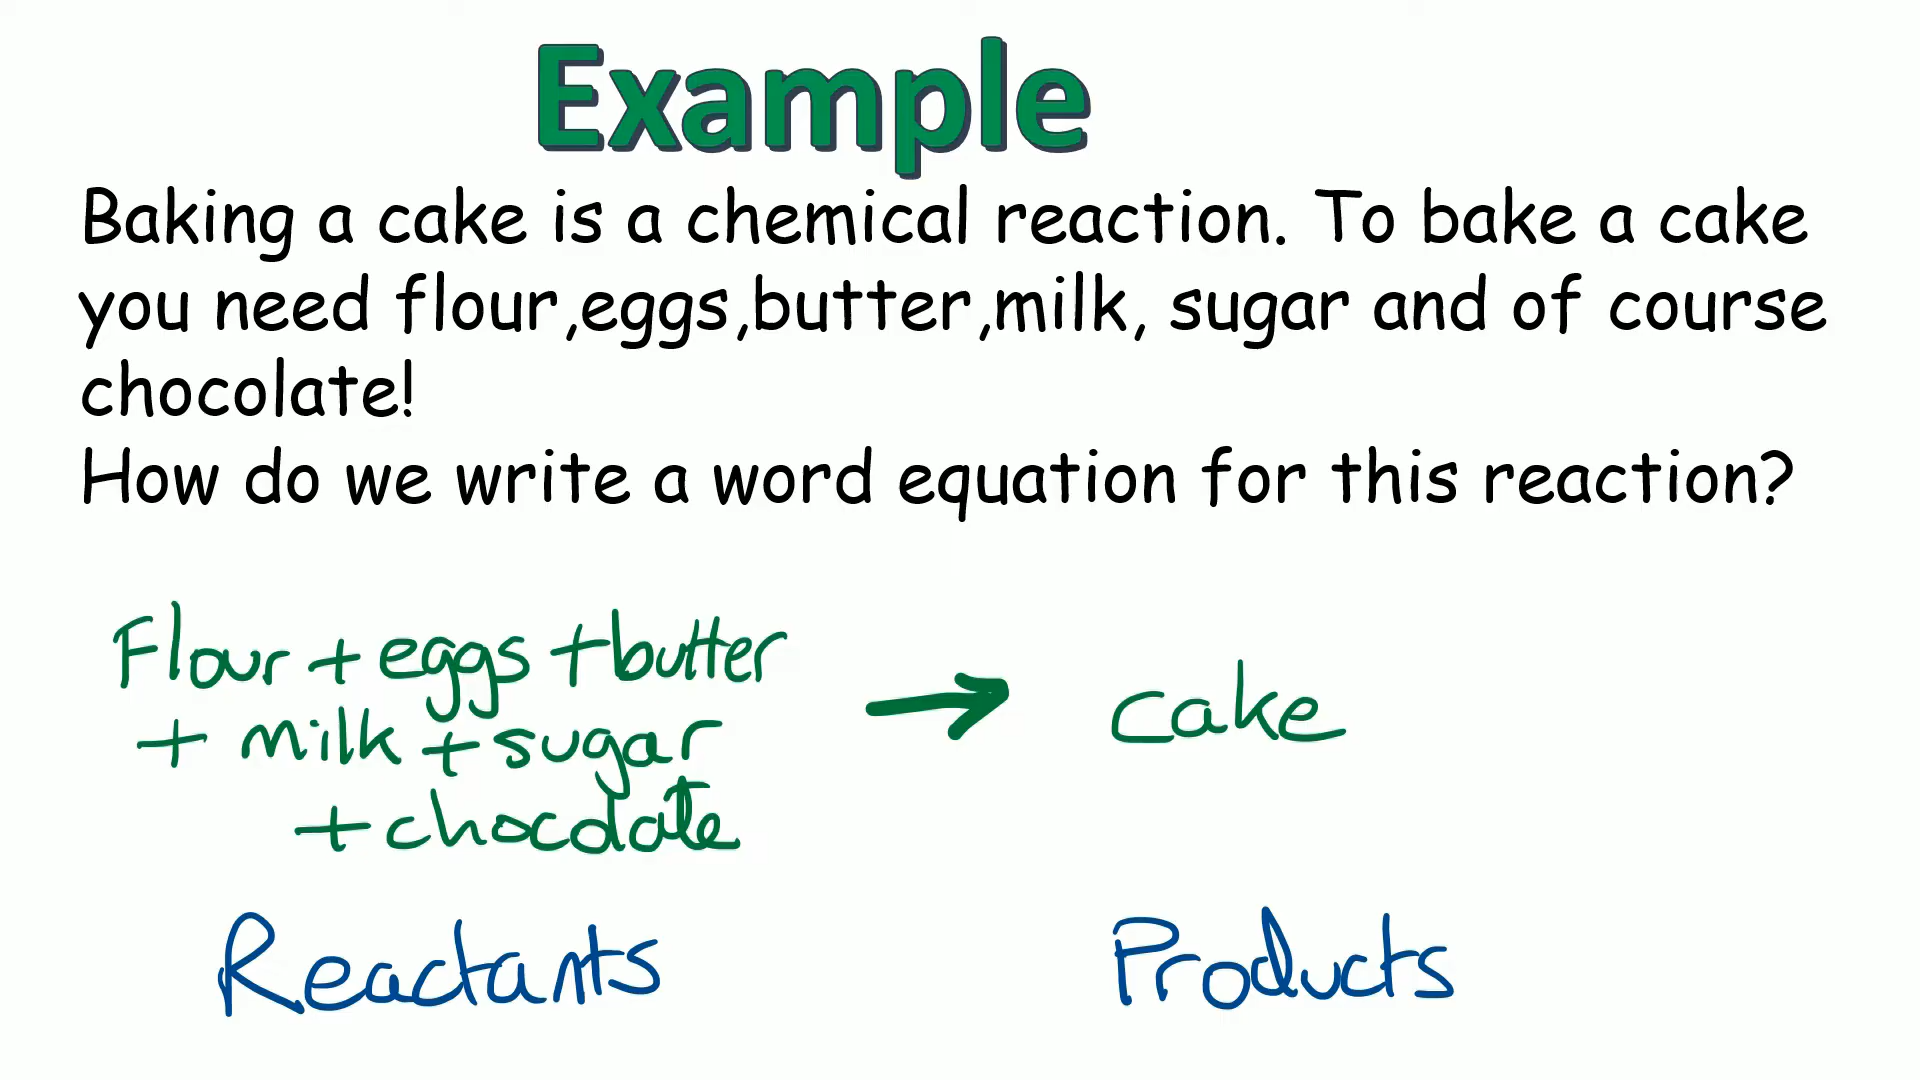 Example
Baking a cake is a chemical reaction. To bake a cake
you need flour,eggs,butter,milk, sugar and of course
chocolate!
How do we write a word equation for this reaction?
Flour + eggs + butter
+ milk + sugar
+ chocolate
→ cake
Reactants
Products